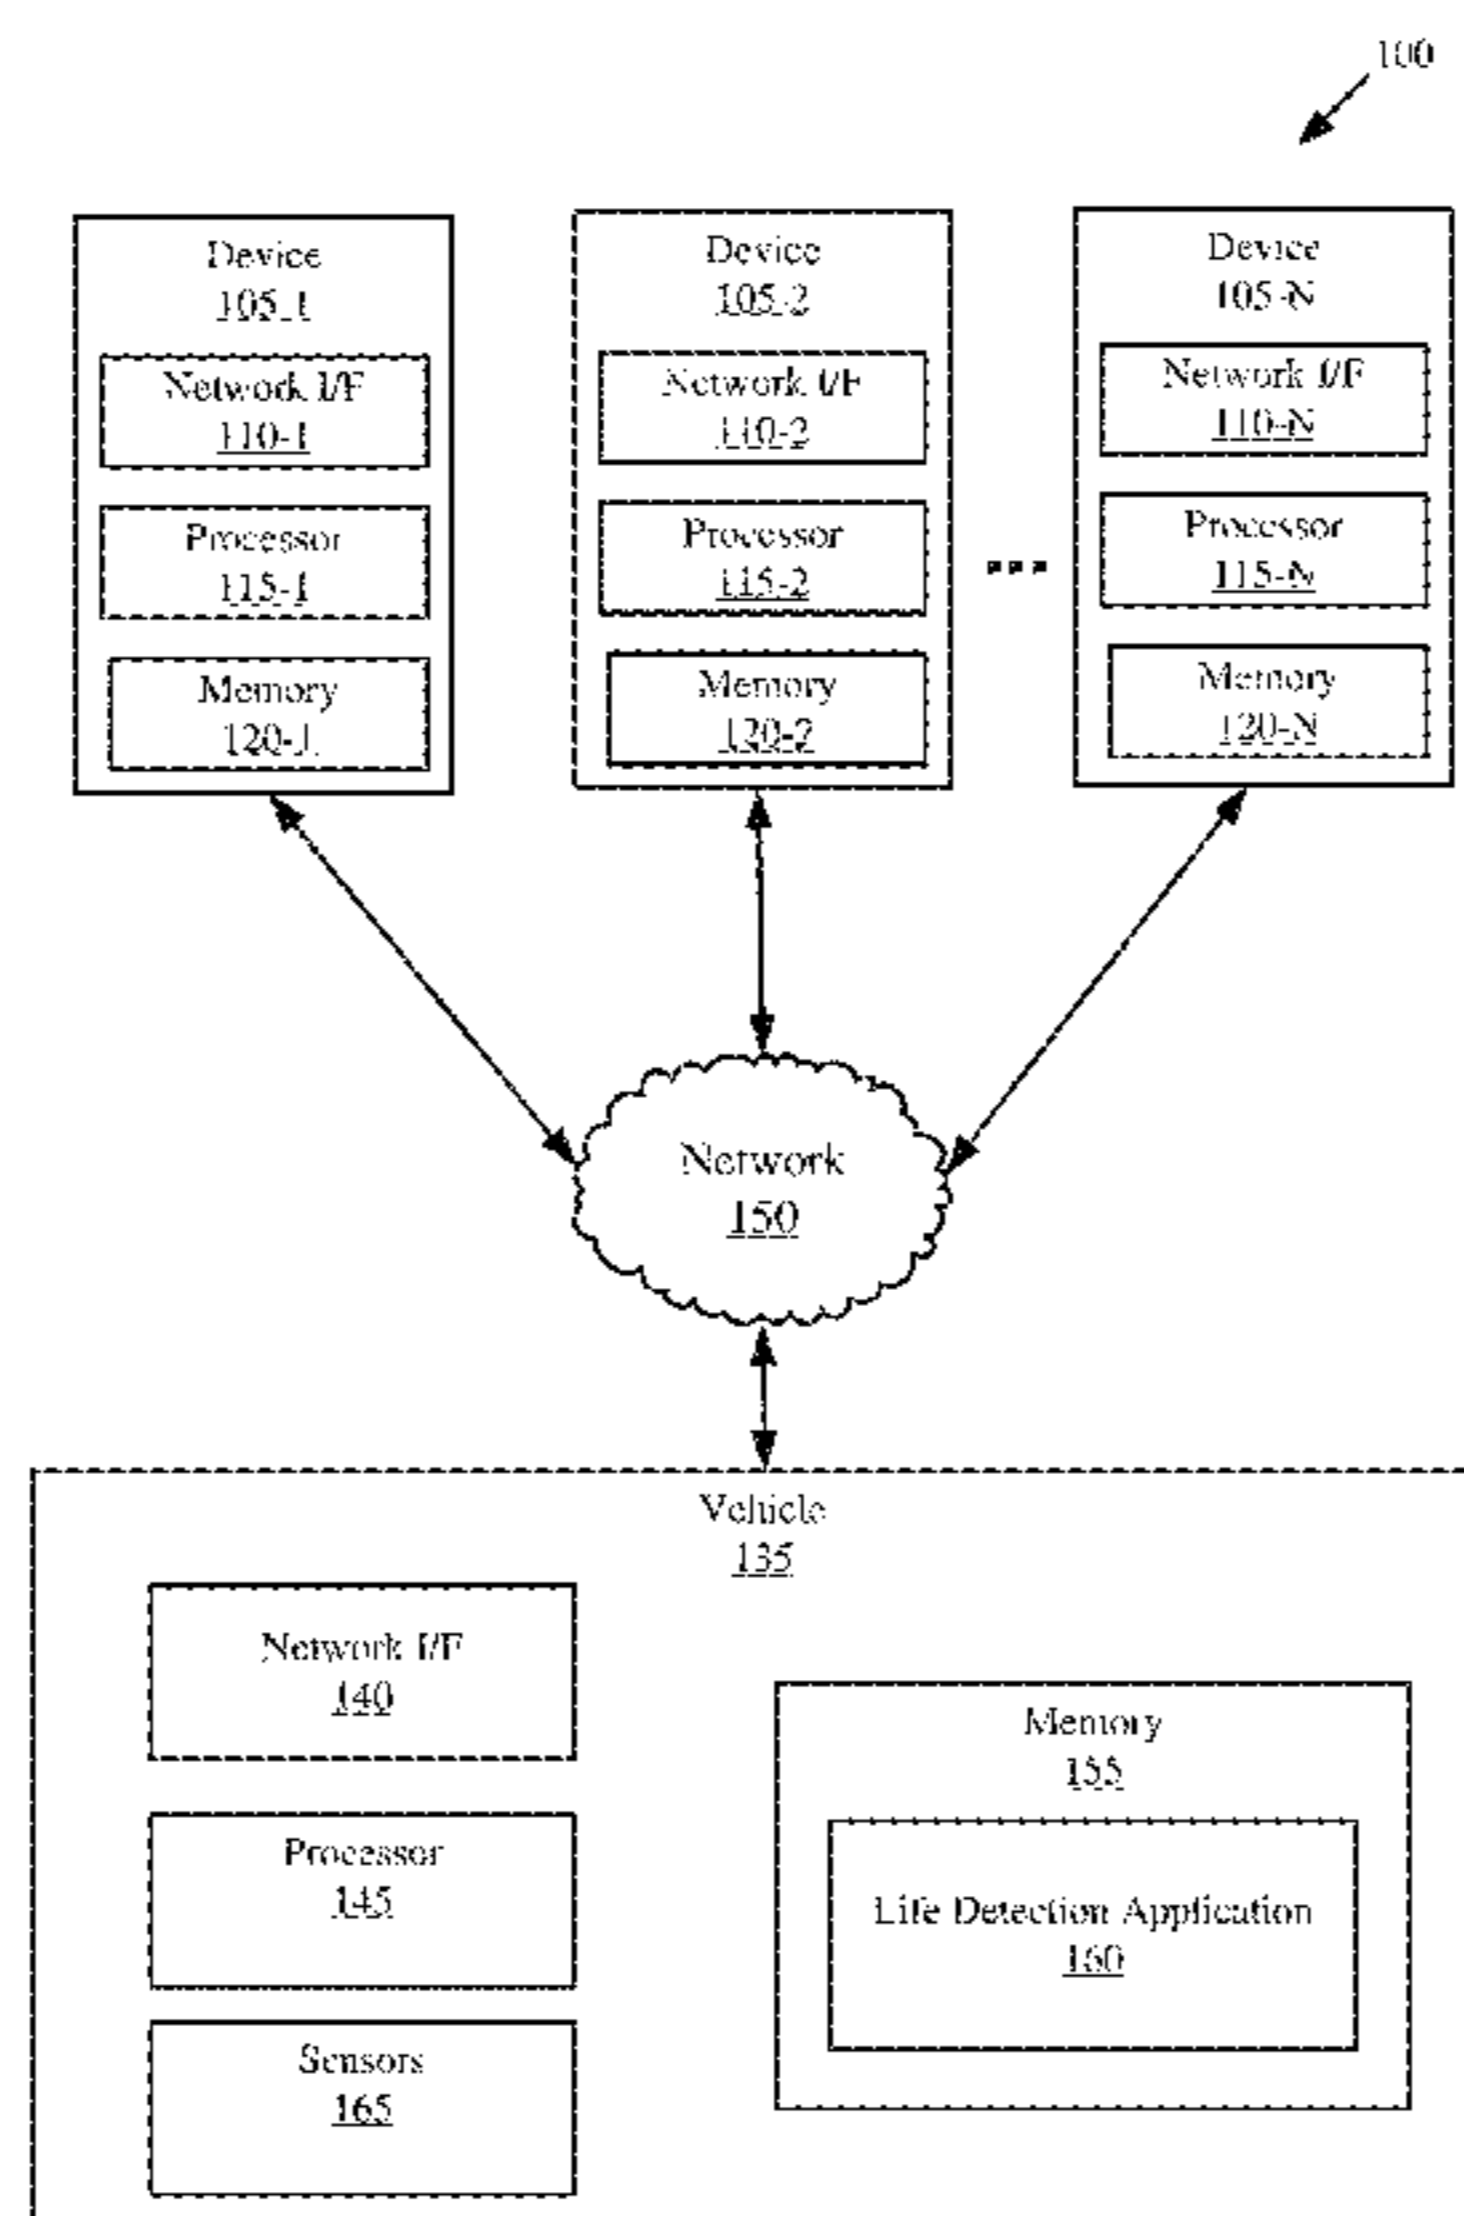 100
Device
105-1
Network I/F
110-1
Processor
115-1
Memory
120-1
Device
105-2
Network I/F
110-2
Processor
115-2
Memory
120-2
...
Device
105-N
Network I/F
110-N
Processor
115-N
Memory
120-N
Network
150
Vehicle
135
Network I/F
140
Processor
145
Sensors
165
Memory
155
Life Detection Application
160